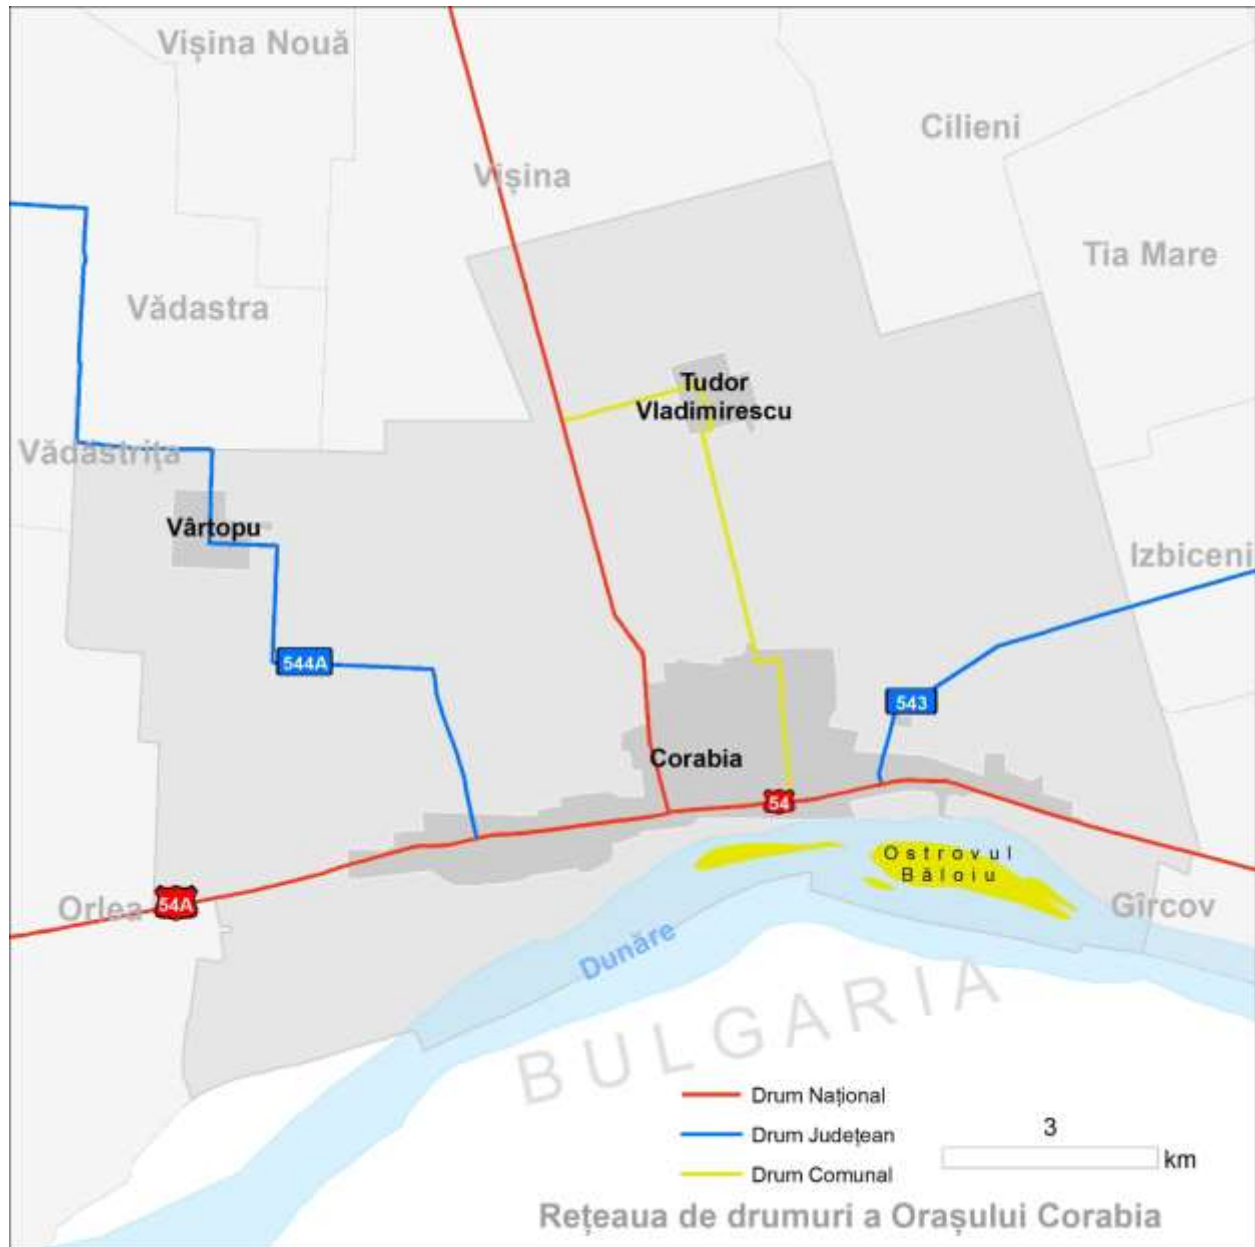 Vișina Nouă
Cilieni
Vișina
Tia Mare
Vădastra
Tudor
Vladimirescu
Vădăstrița
Vârtopu
Izbiceni
544A
543
Corabia
54
Ostrovul
Băloiu
54A
Orlea
Gîrcov
Dunăre
BULGARIA
Drum Național
Drum Județean
Drum Comunal
3
km
Rețeaua de drumuri a Orașului Corabia